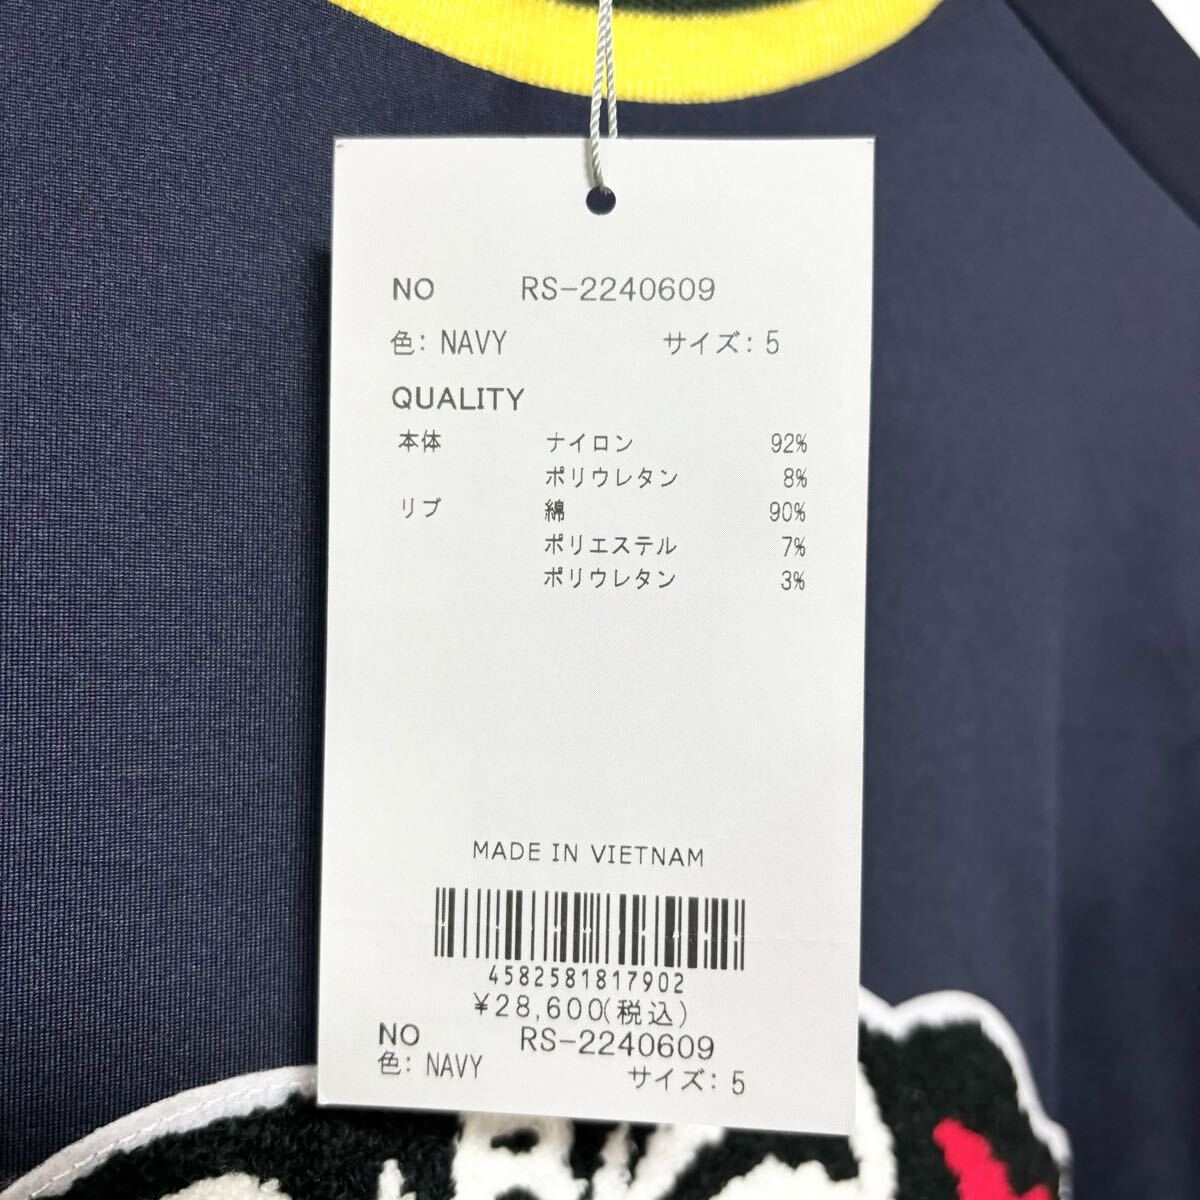 NO RS-2240609
色: NAVY サイズ: 5
QUALITY
本体 ナイロン 92%
ポリウレタン 8%
リブ 綿 90%
ポリエステル 7%
ポリウレタン 3%
MADE IN VIETNAM
4582581817902
¥28,600(税込)
NO RS-2240609
色: NAVY サイズ: 5